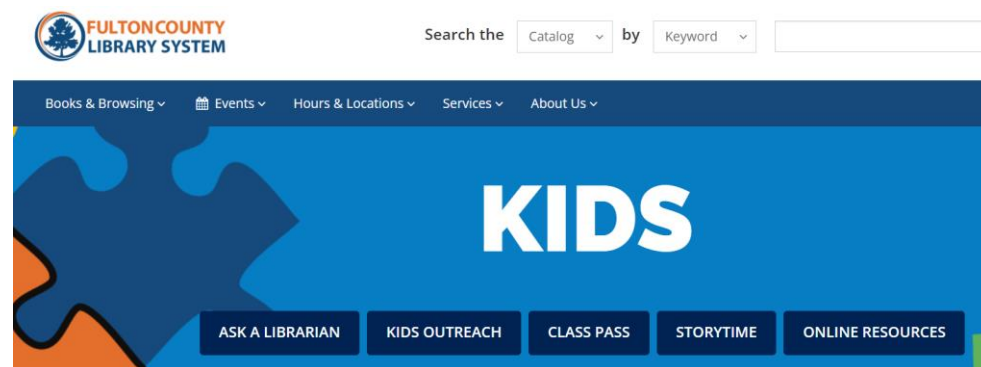 FULTON COUNTY
LIBRARY SYSTEM
Search the Catalog by Keyword
Books & Browsing Events Hours & Locations Services About Us
KIDS
ASK A LIBRARIAN KIDS OUTREACH CLASS PASS STORYTIME ONLINE RESOURCES